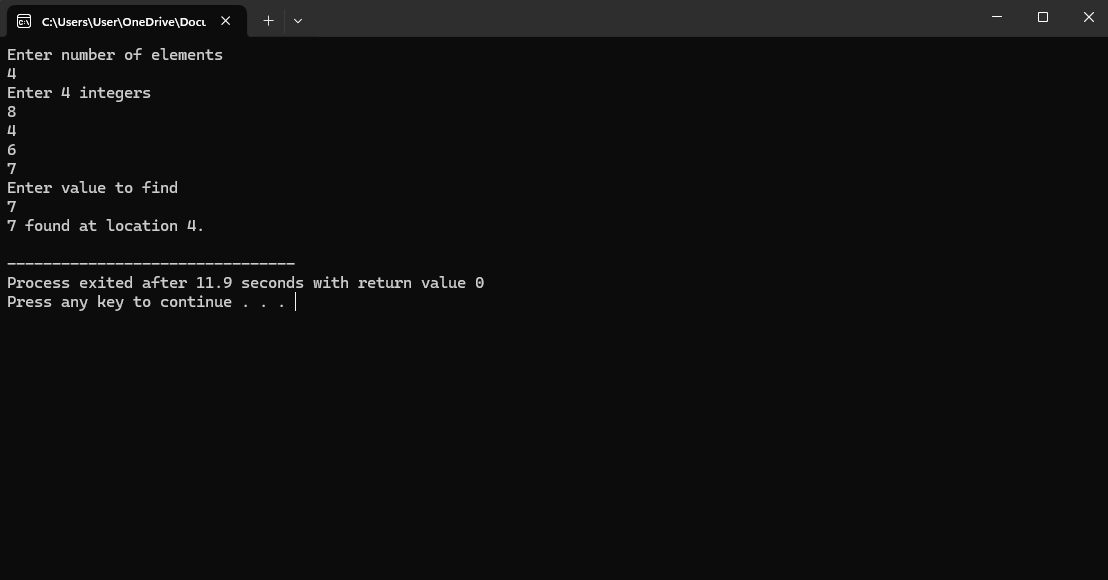 C:\Users\User\OneDrive\Docu
Enter number of elements
4
Enter 4 integers
8
4
6
7
Enter value to find
7
7 found at location 4.
--------------------------------
Process exited after 11.9 seconds with return value 0
Press any key to continue . . .